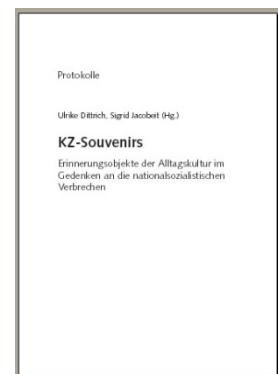 Protokolle
Ulrike Dittrich, Sigrid Jacobeit (Hg.)
KZ-Souvenirs
Erinnerungsobjekte der Alltagskultur im
Gedenken an die nationalsozialistischen
Verbrechen